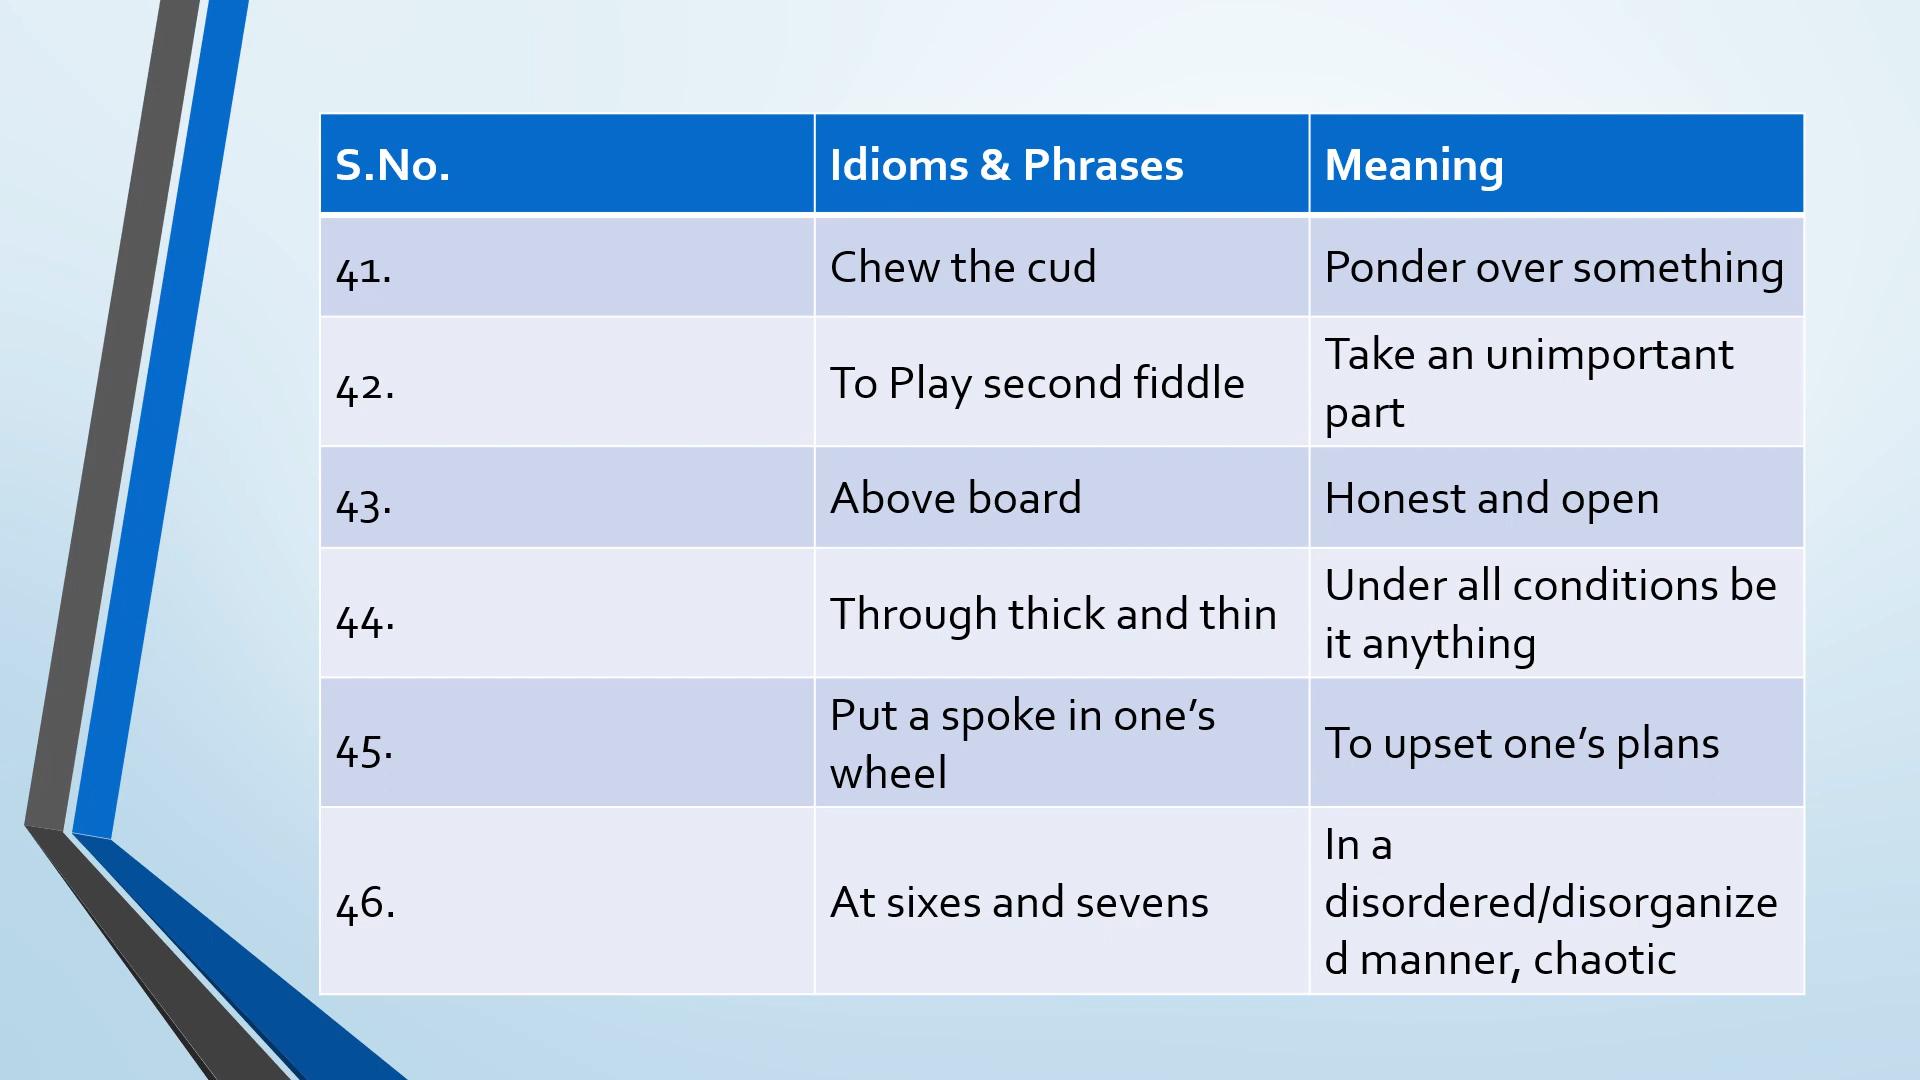 S.No. Idioms & Phrases Meaning
41. Chew the cud Ponder over something
42. To Play second fiddle Take an unimportant
part
43. Above board Honest and open
44. Through thick and thin Under all conditions be
it anything
45. Put a spoke in one’s
wheel To upset one’s plans
46. At sixes and sevens In a
disordered/disorganize
d manner, chaotic